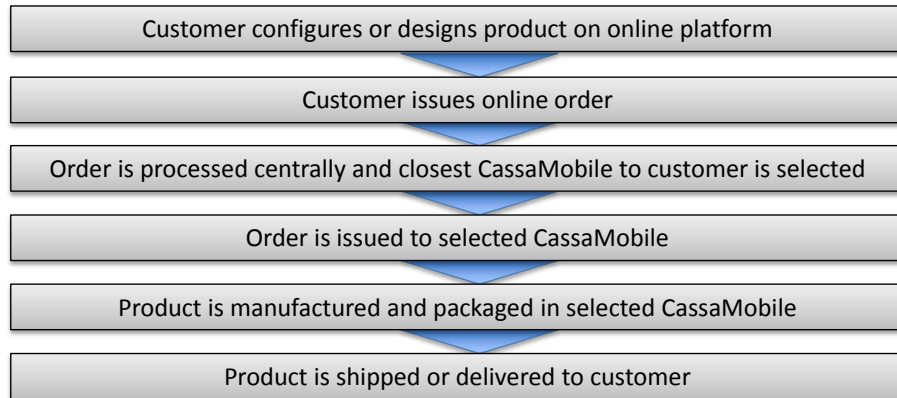 Customer configures or designs product on online platform
Customer issues online order
Order is processed centrally and closest CassaMobile to customer is selected
Order is issued to selected CassaMobile
Product is manufactured and packaged in selected CassaMobile
Product is shipped or delivered to customer